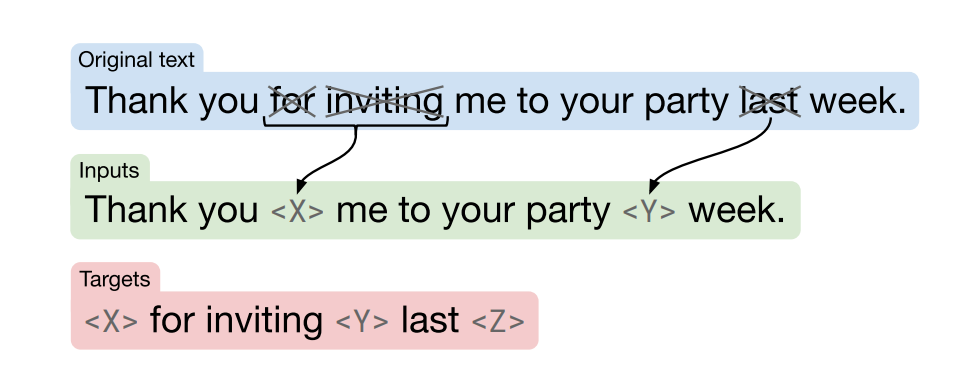 Original text
Thank you for inviting me to your party last week.
Inputs
Thank you <X> me to your party <Y> week.
Targets
<X> for inviting <Y> last <Z>